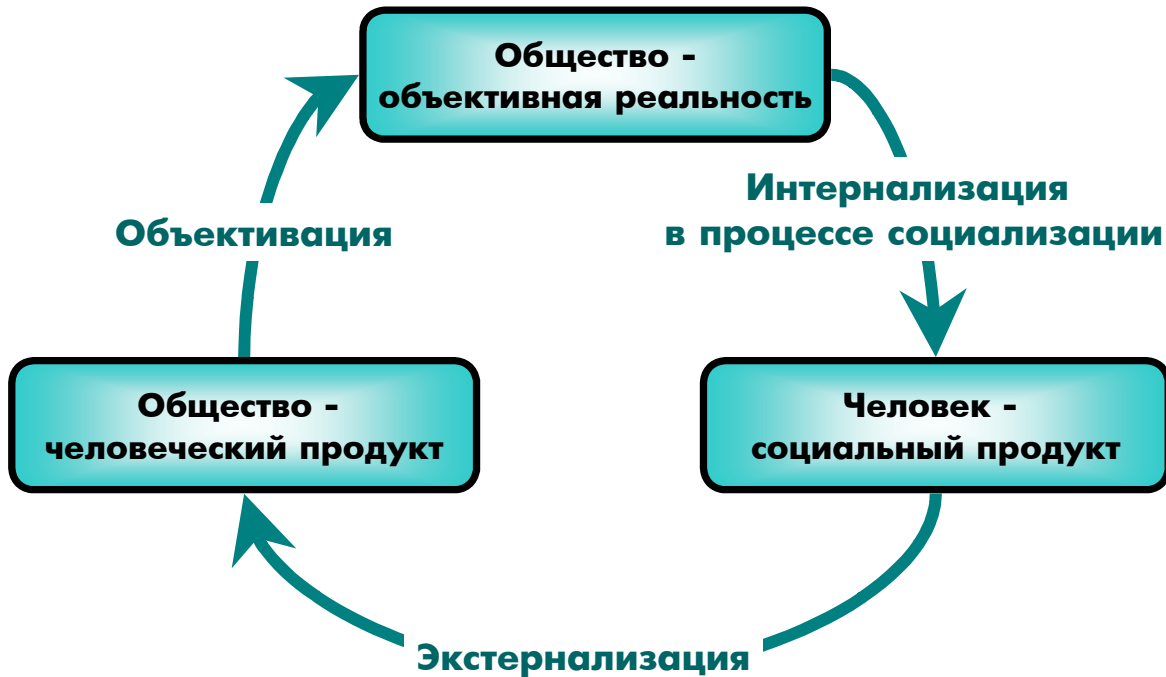 Общество -
объективная реальность
Интернализация
в процессе социализации
Объективация
Общество -
человеческий продукт
Человек -
социальный продукт
Экстернализация